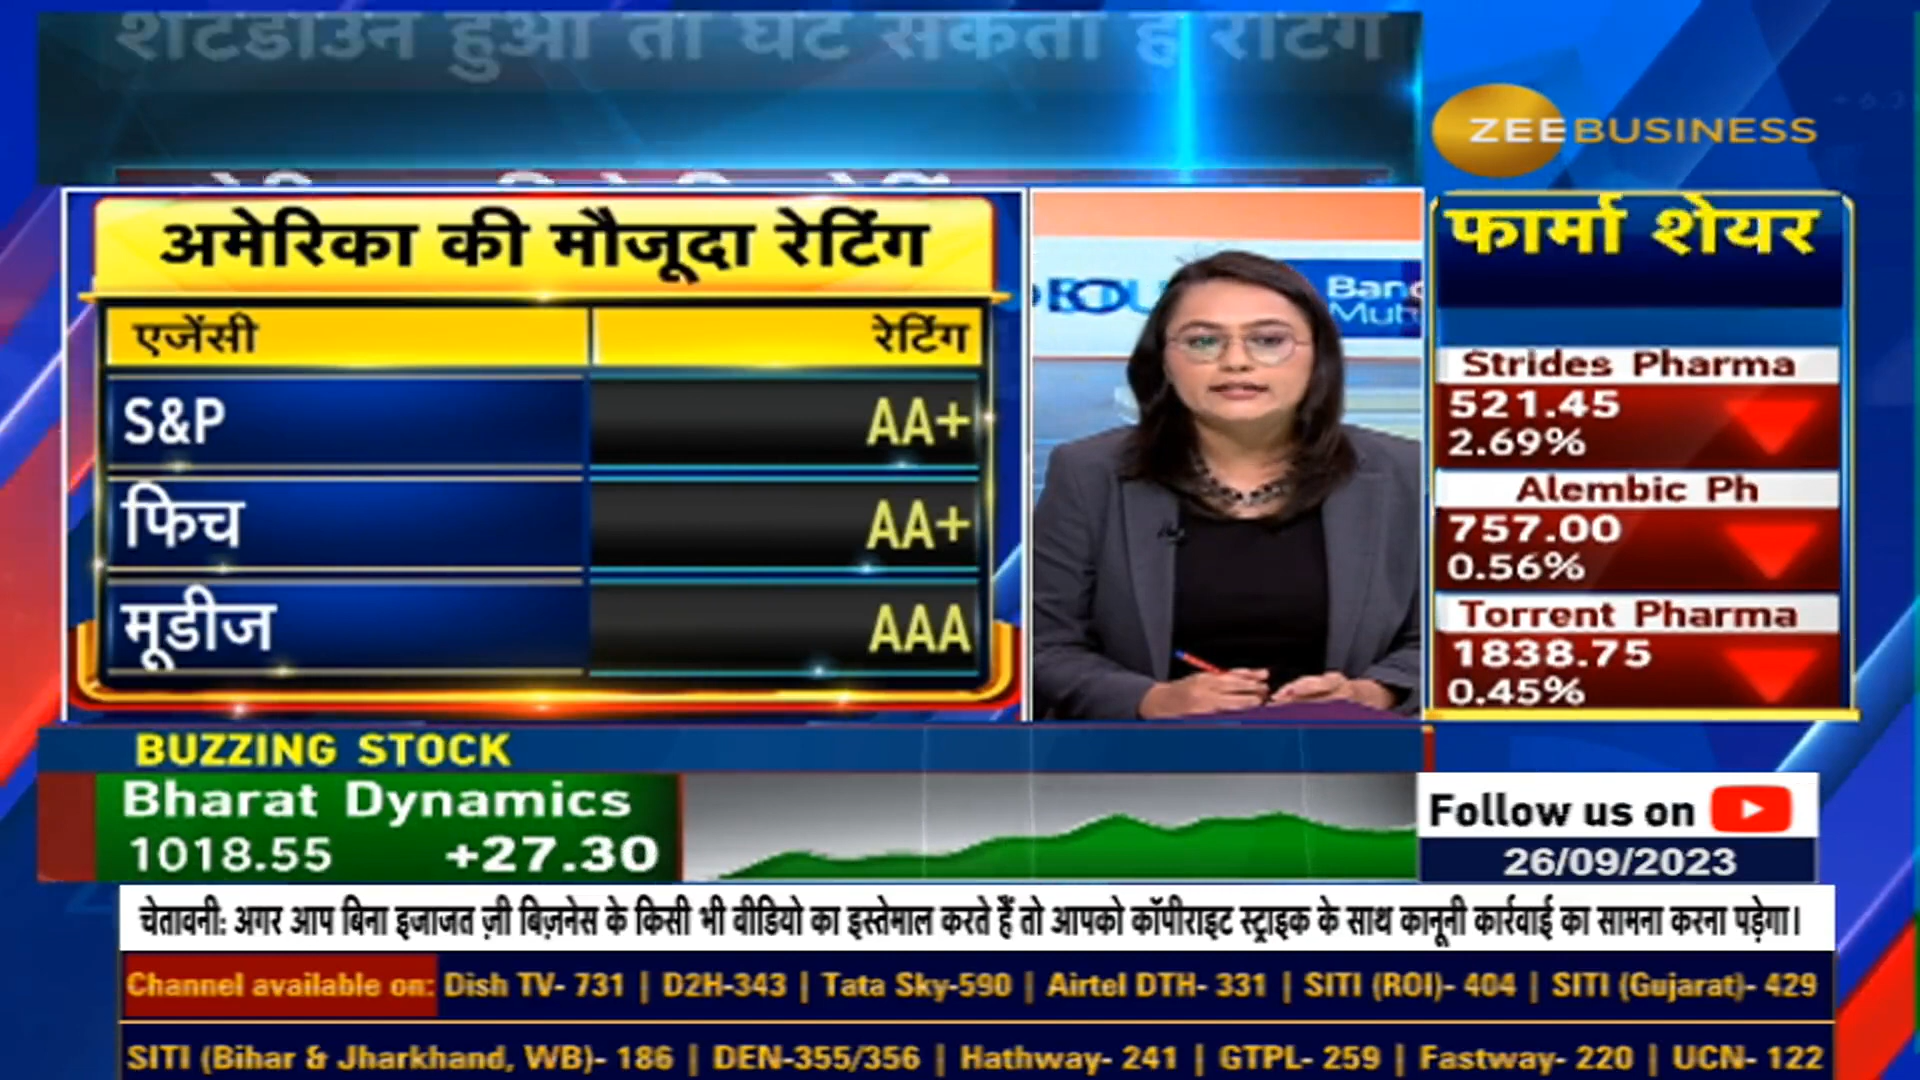 शटडाउन हुआ तो घट सकती है रेटिंग
ZEEBUSINESS
अमेरिका की मौजूदा रेटिंग
एजेंसी रेटिंग
S&P AA+
फिच AA+
मूडीज AAA
फार्मा शेयर
Strides Pharma
521.45
2.69%
Alembic Ph
757.00
0.56%
Torrent Pharma
1838.75
0.45%
BUZZING STOCK
Bharat Dynamics
1018.55 +27.30
Follow us on
26/09/2023
चेतावनी: अगर आप बिना इजाजत ज़ी बिज़नेस के किसी भी वीडियो का इस्तेमाल करते हैं तो आपको कॉपीराइट स्ट्राइक के साथ कानूनी कार्रवाई का सामना करना पड़ेगा।
Channel available on: Dish TV- 731 | D2H-343 | Tata Sky-590 | Airtel DTH- 331 | SITI (ROI)- 404 | SITI (Gujarat)- 429
SITI (Bihar & Jharkhand, WB)- 186 | DEN-355/356 | Hathway- 241 | GTPL- 259 | Fastway- 220 | UCN- 122